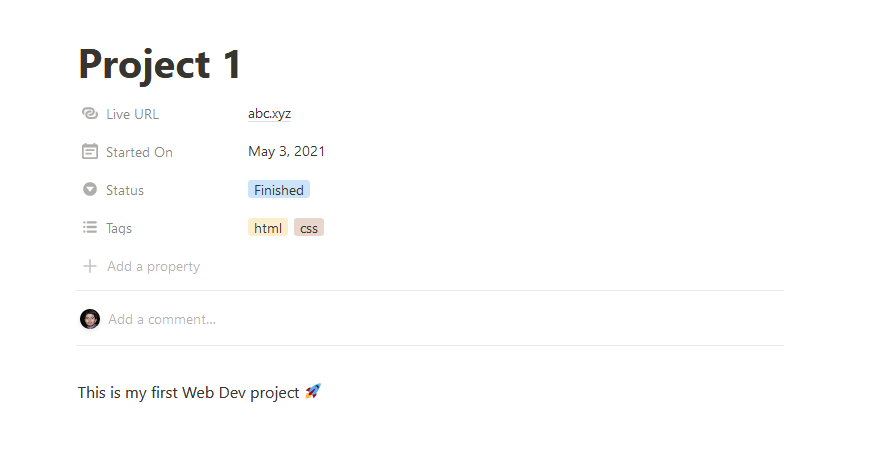 Project 1
Live URL abc.xyz
Started On May 3, 2021
Status Finished
Tags html css
Add a property
Add a comment...
This is my first Web Dev project 🚀